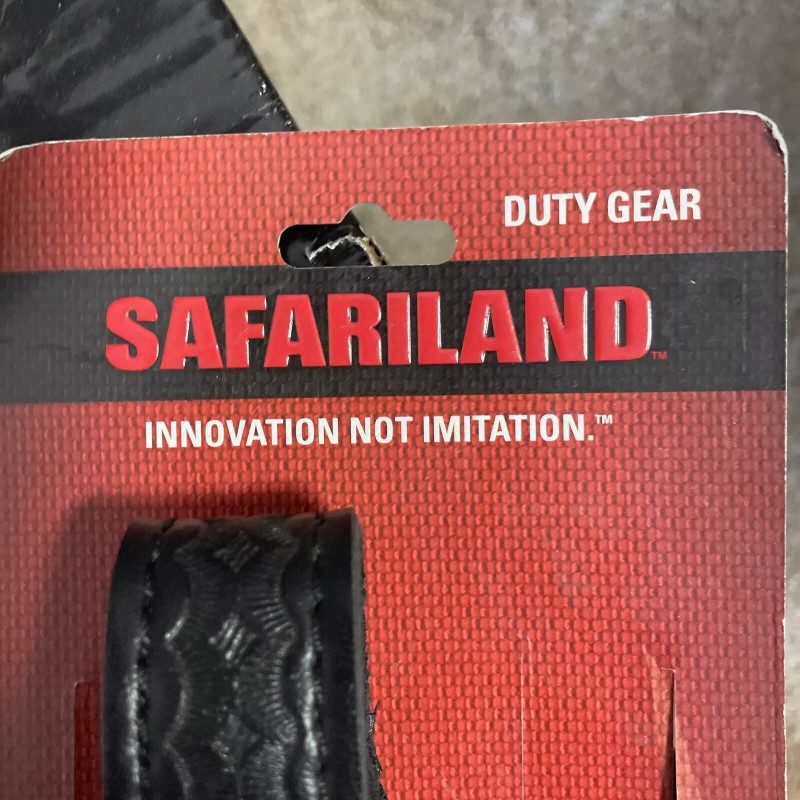 DUTY GEAR
SAFARILAND™
INNOVATION NOT IMITATION.™